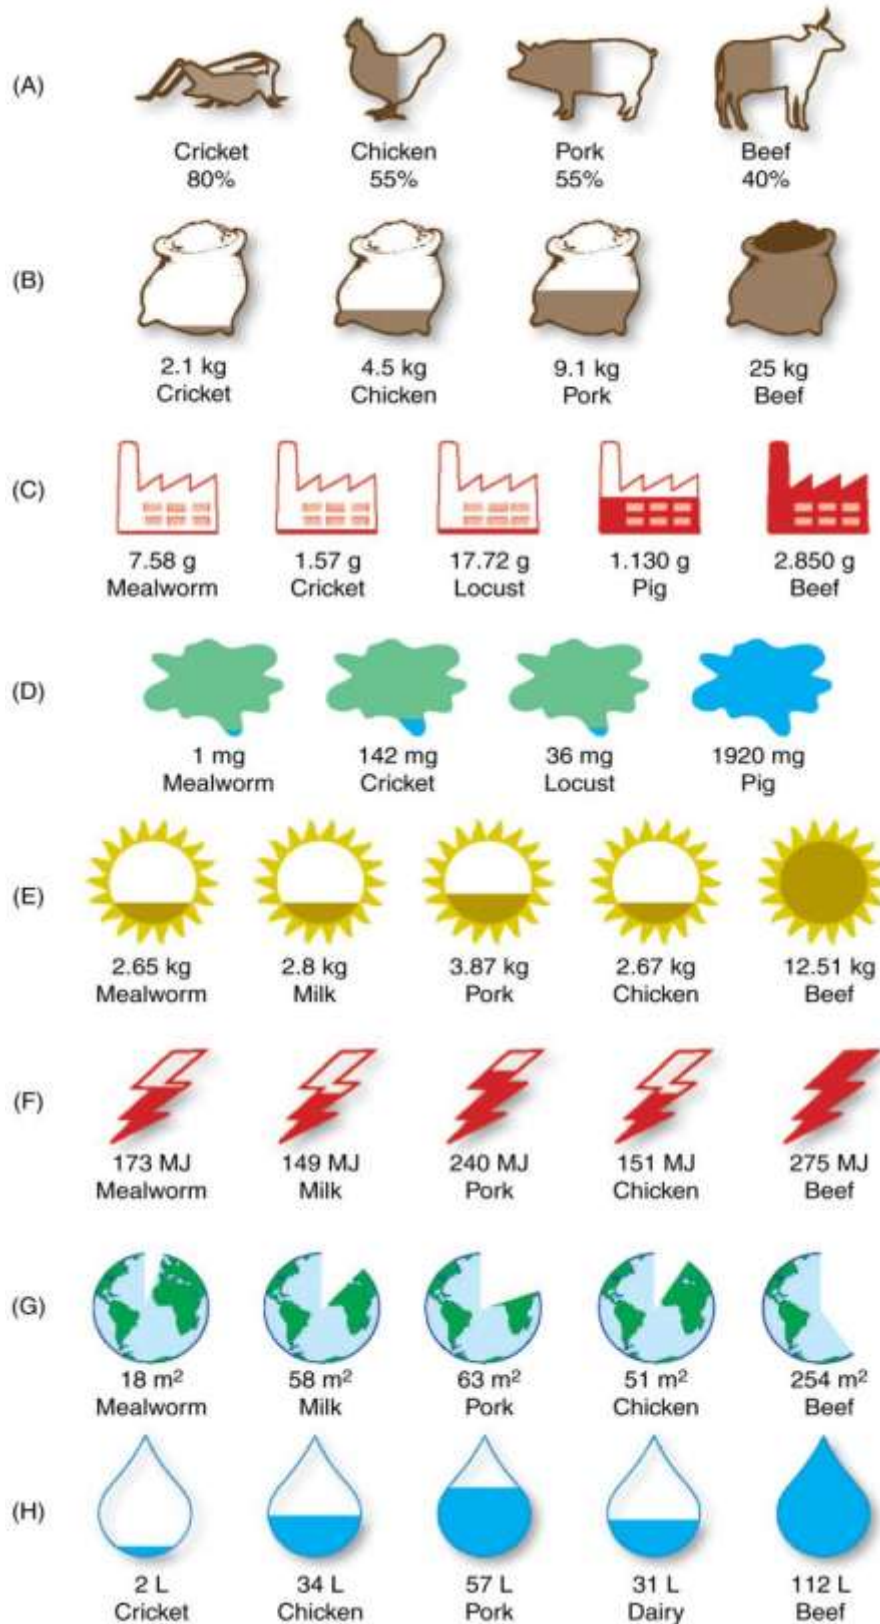 (A)
Cricket Chicken Pork Beef
80% 55% 55% 40%
(B)
2.1 kg 4.5 kg 9.1 kg 25 kg
Cricket Chicken Pork Beef
(C)
7.58 g 1.57 g 17.72 g 1.130 g 2.850 g
Mealworm Cricket Locust Pig Beef
(D)
1 mg 142 mg 36 mg 1920 mg
Mealworm Cricket Locust Pig
(E)
2.65 kg 2.8 kg 3.87 kg 2.67 kg 12.51 kg
Mealworm Milk Pork Chicken Beef
(F)
173 MJ 149 MJ 240 MJ 151 MJ 275 MJ
Mealworm Milk Pork Chicken Beef
(G)
18 m² 58 m² 63 m² 51 m² 254 m²
Mealworm Milk Pork Chicken Beef
(H)
2 L 34 L 57 L 31 L 112 L
Cricket Chicken Pork Dairy Beef